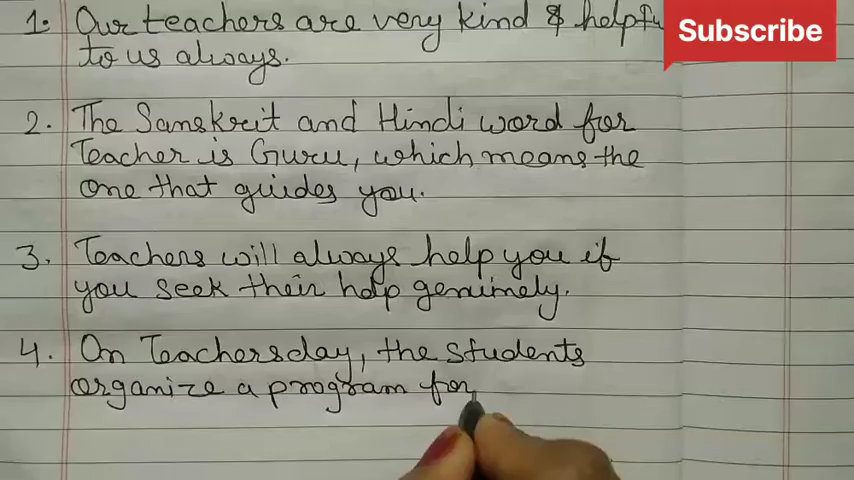 1. Our teachers are very kind & helpfu
Subscribe
to us always.
2. The Sanskrit and Hindi word for
Teacher is Guru, which means the
one that guides you.
3. Teachers will always help you if
you seek their help genuinely.
4. On Teachersday, the students
organize a program for